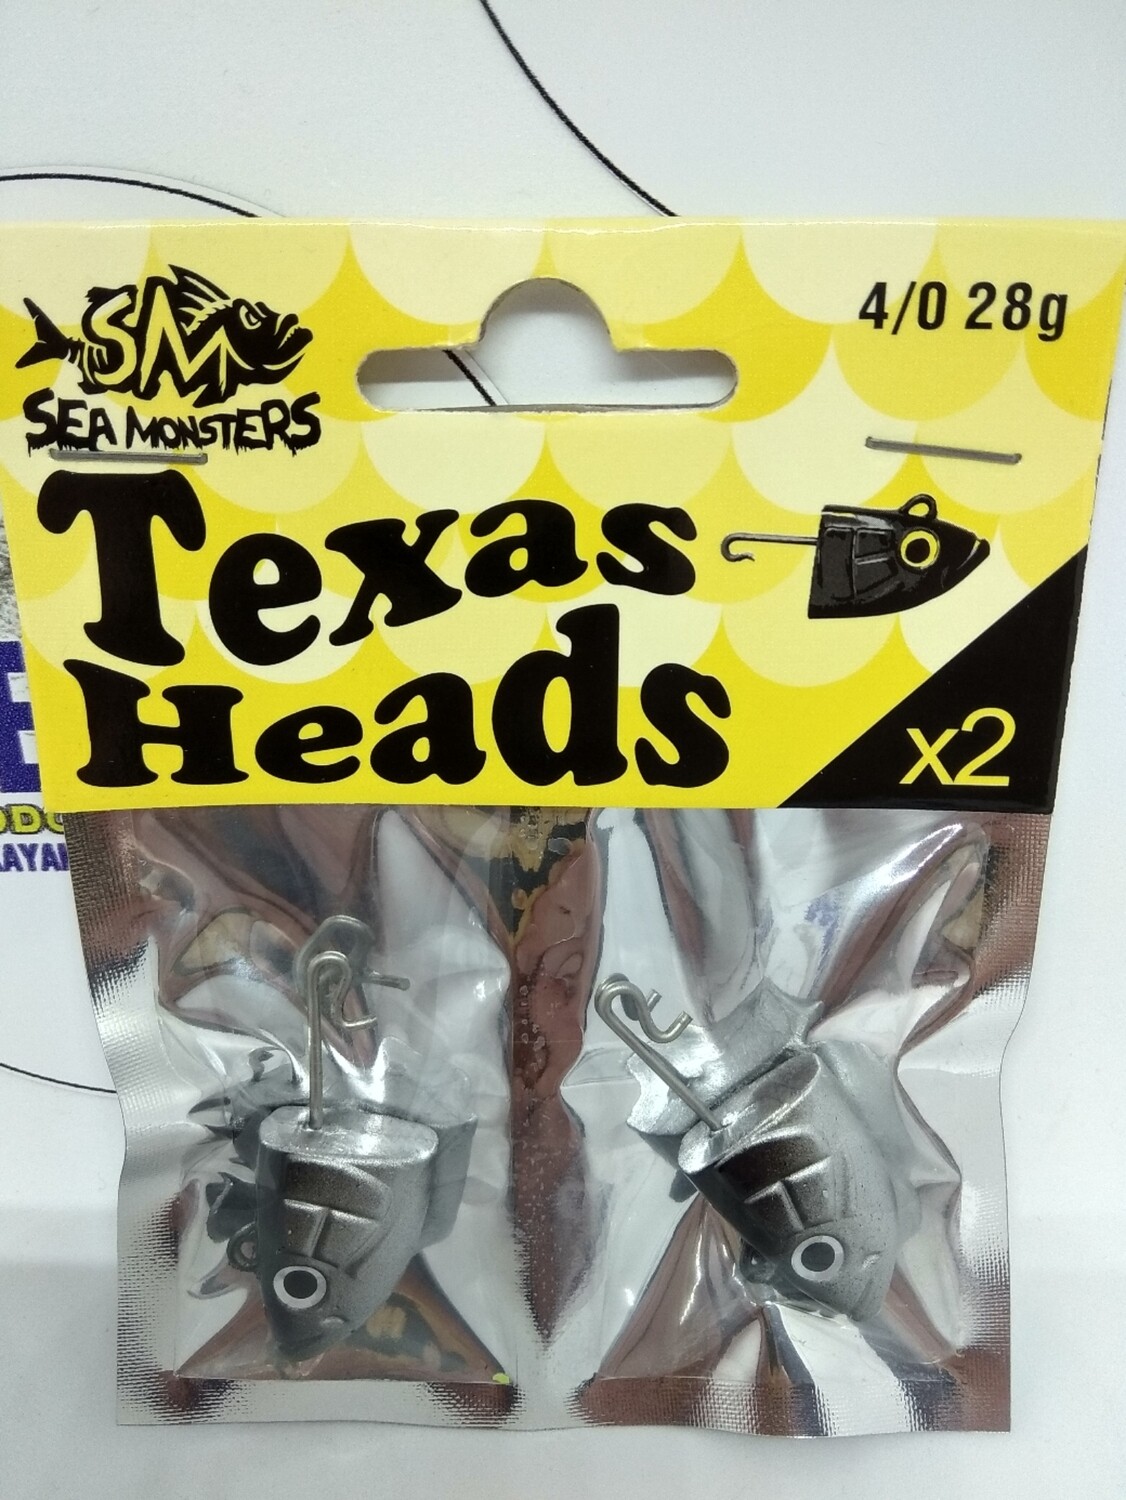 SM
SEA MONSTERS
4/0 28g
Texas
Heads
x2